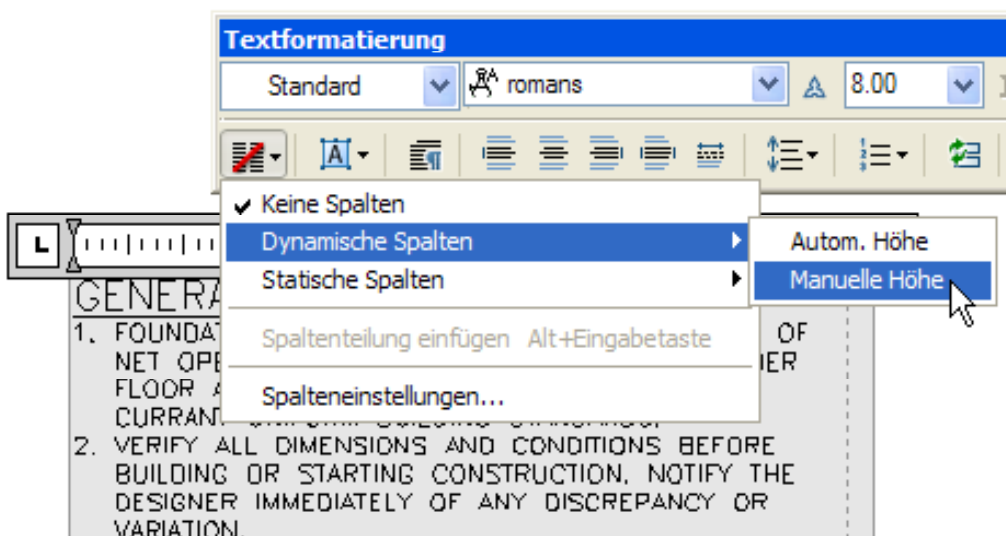 Textformatierung
Standard romans 8.00
Keine Spalten
Dynamische Spalten
Autom. Höhe
Statische Spalten
Manuelle Höhe
Spaltenteilung einfügen Alt+Eingabetaste
Spalteneinstellungen...
L
GENERA
1. FOUNDAT OF
NET OPE IER
FLOOR
CURRANT
2. VERIFY ALL DIMENSIONS AND CONDITIONS BEFORE
BUILDING OR STARTING CONSTRUCTION, NOTIFY THE
DESIGNER IMMEDIATELY OF ANY DISCREPANCY OR
VARIATION.